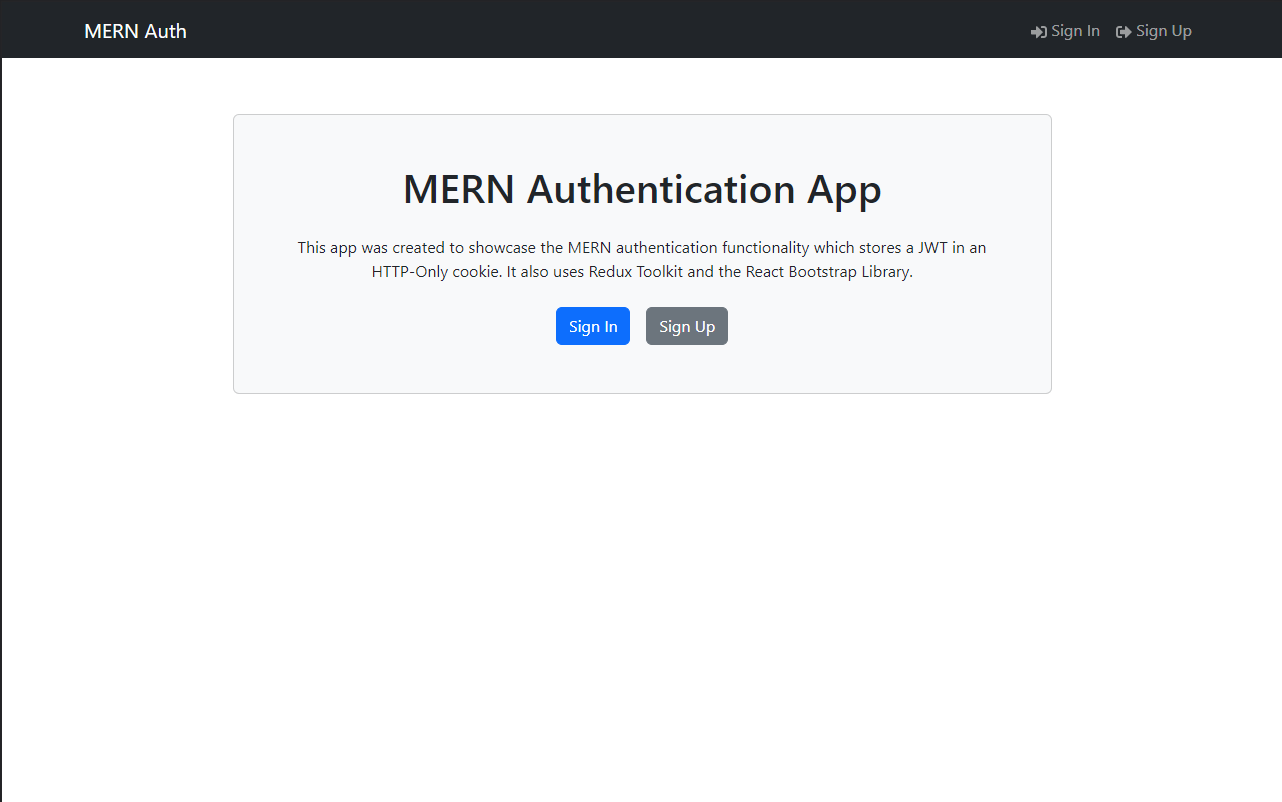 MERN Auth
Sign In
Sign Up
MERN Authentication App
This app was created to showcase the MERN authentication functionality which stores a JWT in an
HTTP-Only cookie. It also uses Redux Toolkit and the React Bootstrap Library.
Sign In
Sign Up